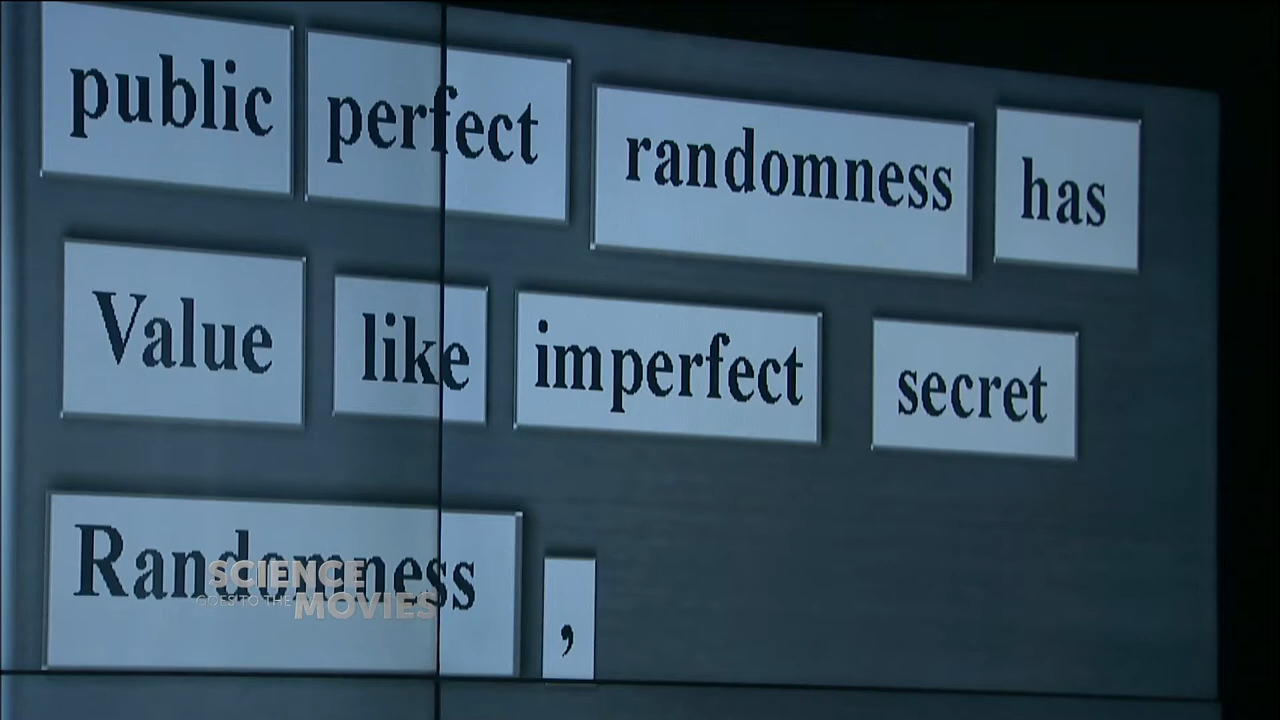 public perfect randomness has
Value like imperfect secret
Randomness ,
SCIENCE
GOES TO THE MOVIES